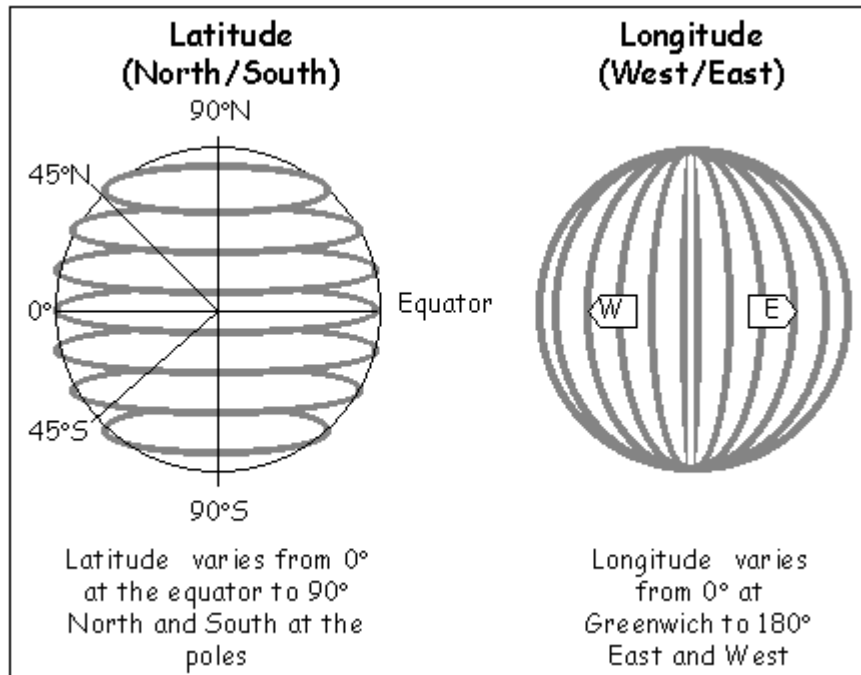 Latitude
(North/South)
90°N
45°N
0°
Equator
45°S
90°S
Latitude varies from 0°
at the equator to 90°
North and South at the
poles
Longitude
(West/East)
W
E
Longitude varies
from 0° at
Greenwich to 180°
East and West